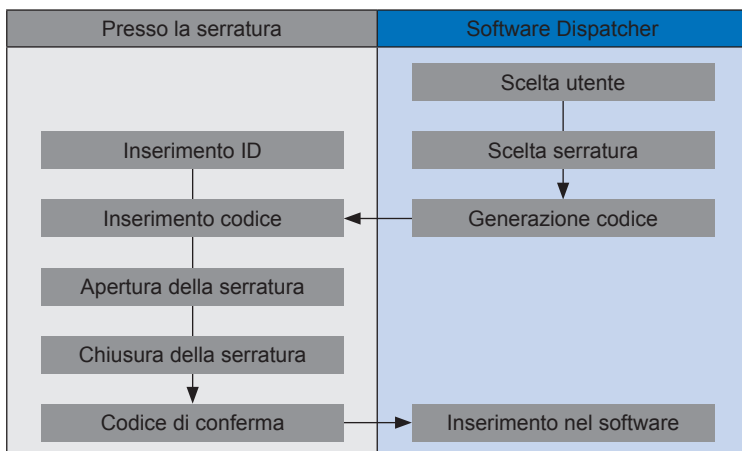 Presso la serratura
Software Dispatcher
Scelta utente
Inserimento ID
Scelta serratura
Inserimento codice
Generazione codice
Apertura della serratura
Chiusura della serratura
Codice di conferma
Inserimento nel software